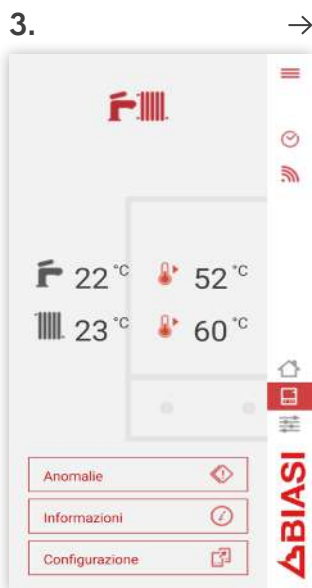 3.
22 °C 52 °C
23 °C 60 °C
Anomalie
Informazioni
Configurazione
BIASI